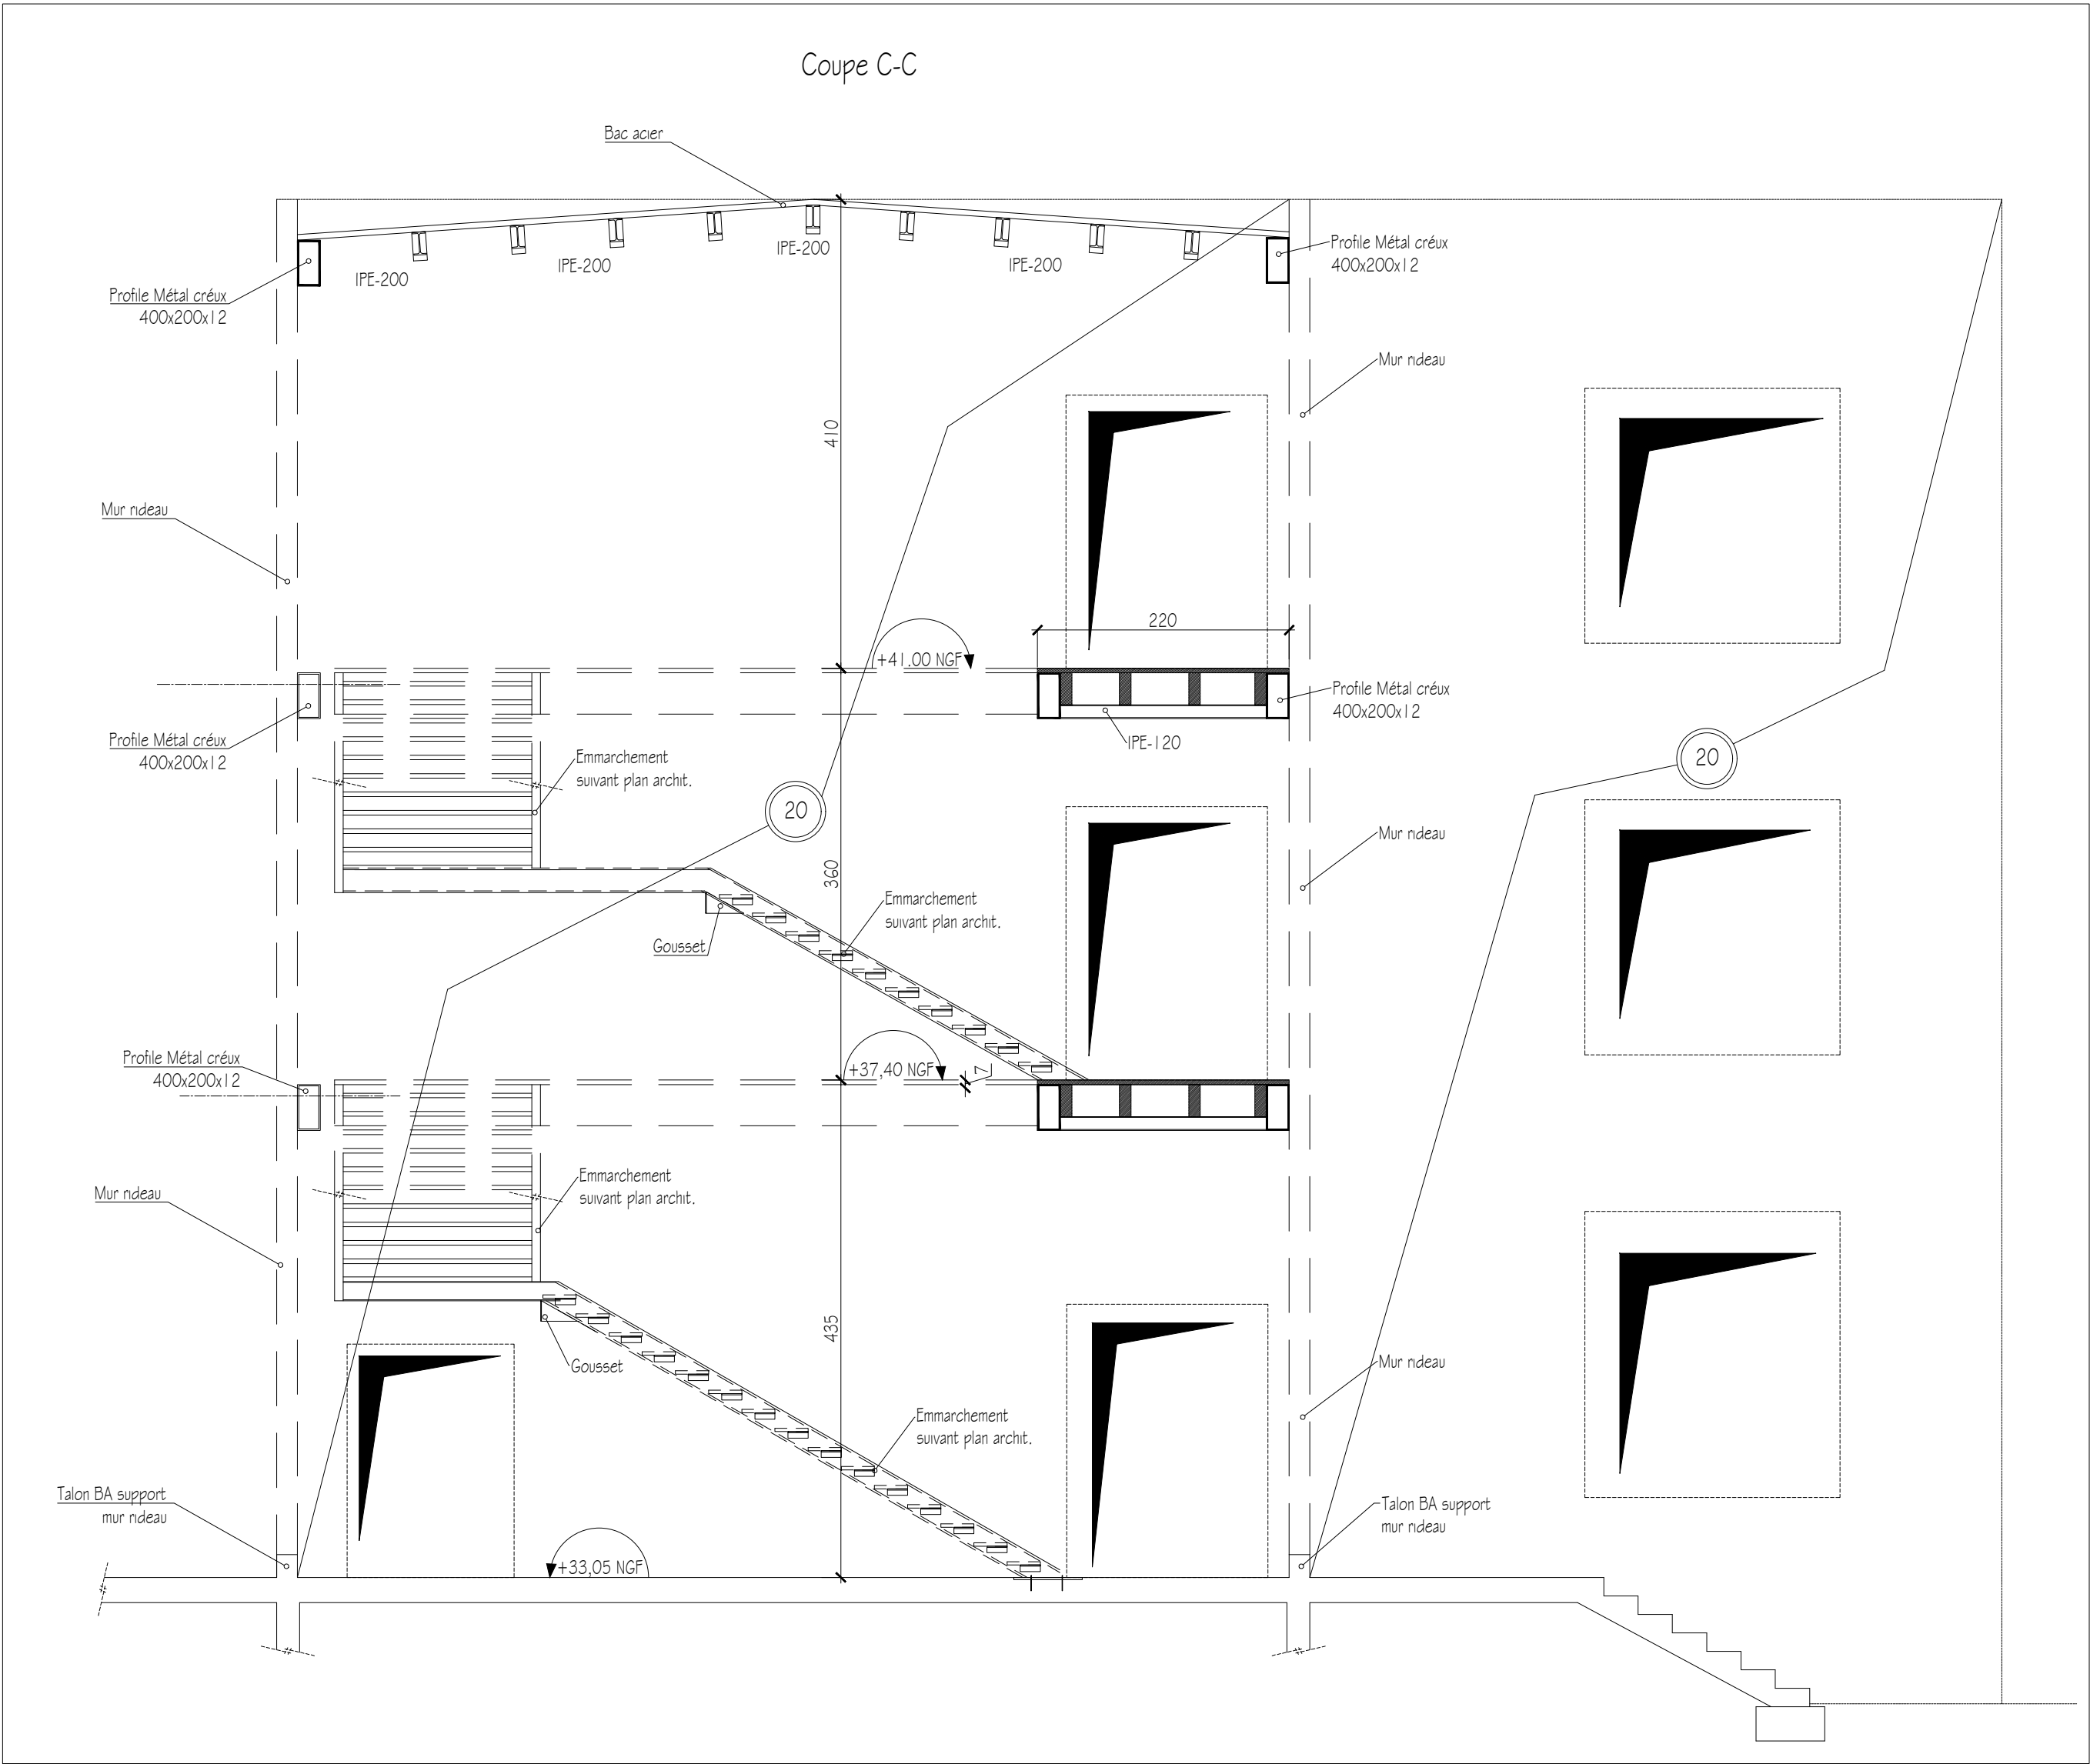 Coupe C-C
Bac acier
IPE-200
IPE-200
IPE-200
IPE-200
Profile Métal créux
400x200x12
Profile Métal créux
400x200x12
Mur rideau
410
Mur rideau
220
+41.00 NGF
Profile Métal créux
400x200x12
Profile Métal créux
400x200x12
IPE-120
Emmarchement
suivant plan archit.
20
20
Mur rideau
360
Emmarchement
suivant plan archit.
Gousset
Profile Métal créux
400x200x12
+37,40 NGF
7
Emmarchement
suivant plan archit.
Mur rideau
435
Gousset
Mur rideau
Emmarchement
suivant plan archit.
Talon BA support
mur rideau
Talon BA support
mur rideau
+33,05 NGF